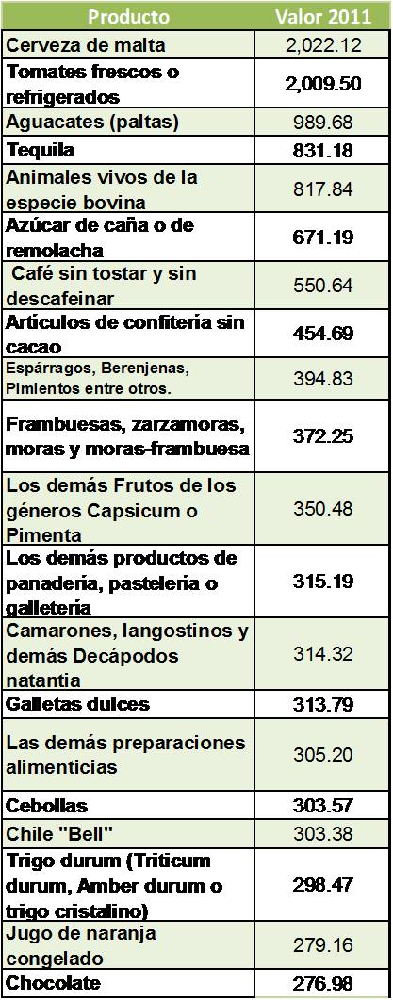 Producto Valor 2011
Cerveza de malta 2,022.12
Tomates frescos o
refrigerados 2,009.50
Aguacates (paltas) 989.68
Tequila 831.18
Animales vivos de la
especie bovina 817.84
Azúcar de caña o de
remolacha 671.19
Café sin tostar y sin
descafeinar 550.64
Artículos de confitería sin
cacao 454.69
Espárragos, Berenjenas,
Pimientos entre otros. 394.83
Frambuesas, zarzamoras,
moras y moras-frambuesa 372.25
Los demás Frutos de los
géneros Capsicum o
Pimenta 350.48
Los demás productos de
panadería, pastelería o
galletería 315.19
Camarones, langostinos y
demás Decápodos
natantia 314.32
Galletas dulces 313.79
Las demás preparaciones
alimenticias 305.20
Cebollas 303.57
Chile "Bell" 303.38
Trigo durum (Triticum
durum, Amber durum o
trigo cristalino) 298.47
Jugo de naranja
congelado 279.16
Chocolate 276.98